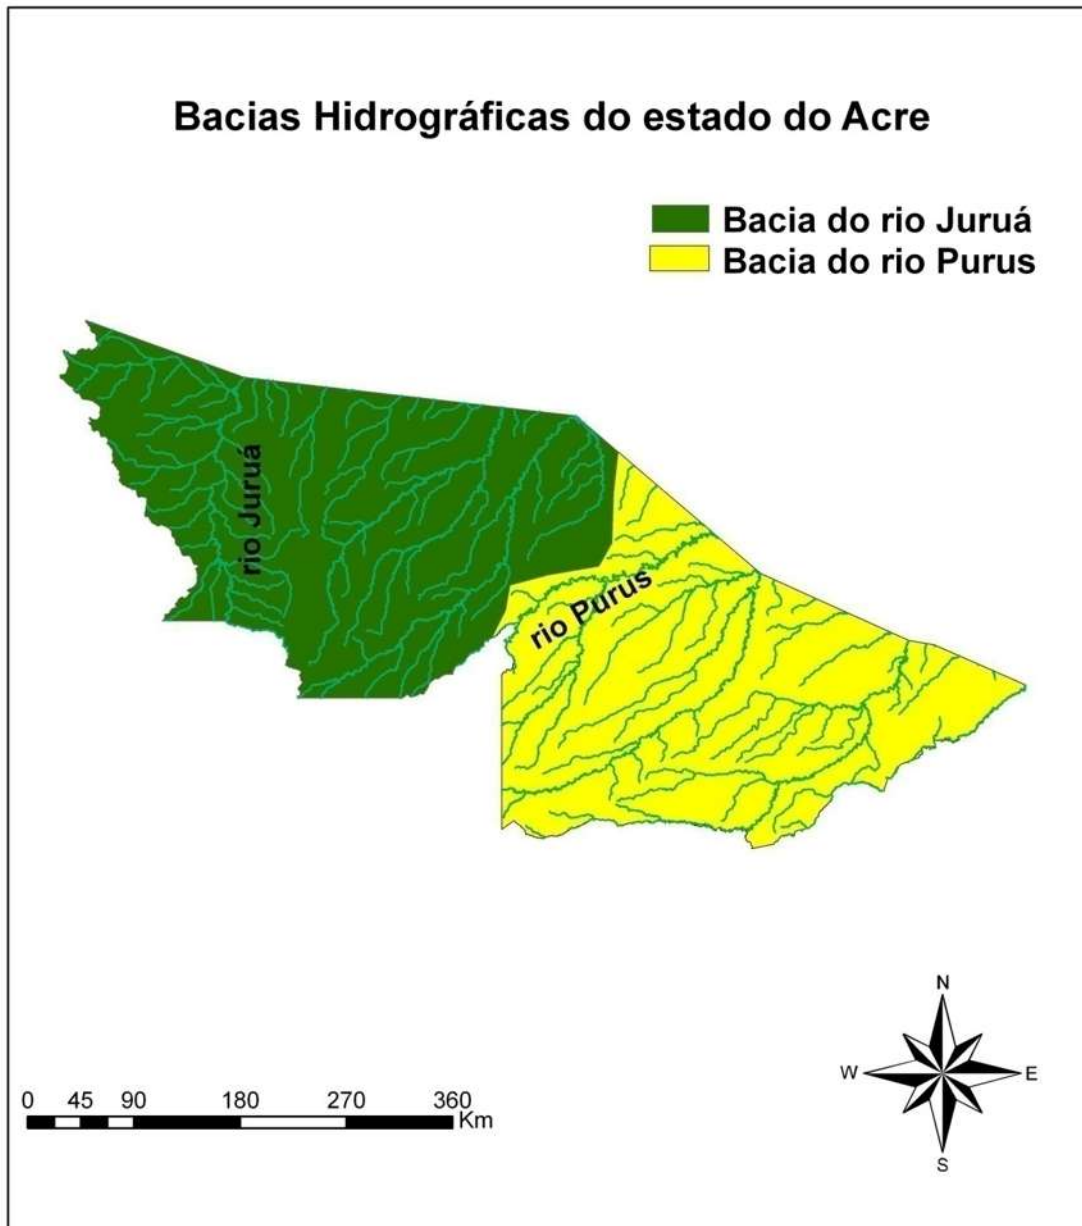 Bacias Hidrográficas do estado do Acre
Bacia do rio Juruá
Bacia do rio Purus
rio Juruá
rio Purus
N
W E
S
0 45 90 180 270 360
Km